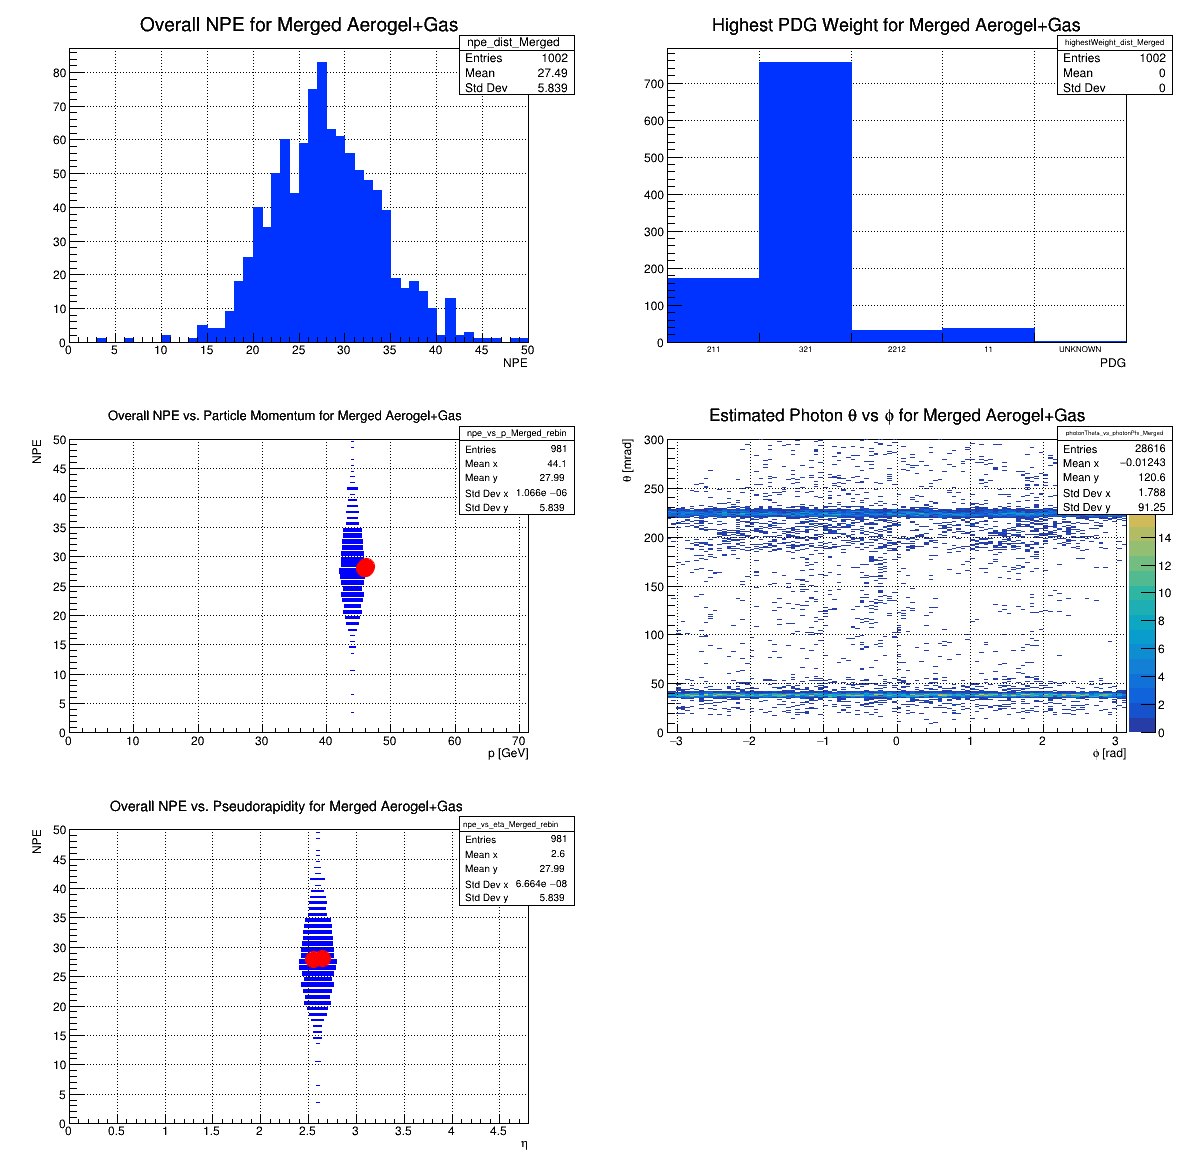 Overall NPE for Merged Aerogel+Gas
npe_dist_Merged
Entries 1002
Mean 27.49
Std Dev 5.839
80
70
60
50
40
30
20
10
0
0 5 10 15 20 25 30 35 40 45 50
NPE
Highest PDG Weight for Merged Aerogel+Gas
highestWeight_dist_Merged
Entries 1002
Mean 0
Std Dev 0
700
600
500
400
300
200
100
0
211 321 2212 11 UNKNOWN
PDG
Overall NPE vs. Particle Momentum for Merged Aerogel+Gas
npe_vs_p_Merged_rebin
Entries 981
Mean x 44.1
Mean y 27.99
Std Dev x 1.066e −06
Std Dev y 5.839
NPE
50
45
40
35
30
25
20
15
10
5
0
0 10 20 30 40 50 60 70
p [GeV]
Estimated Photon θ vs ϕ for Merged Aerogel+Gas
photonTheta_vs_photonPhi_Merged
Entries 28616
Mean x −0.01243
Mean y 120.6
Std Dev x 1.788
Std Dev y 91.25
θ [mrad]
300
250
200
150
100
50
0
−3 −2 −1 0 1 2 3
ϕ [rad]
14
12
10
8
6
4
2
0
Overall NPE vs. Pseudorapidity for Merged Aerogel+Gas
npe_vs_eta_Merged_rebin
Entries 981
Mean x 2.6
Mean y 27.99
Std Dev x 6.664e −08
Std Dev y 5.839
NPE
50
45
40
35
30
25
20
15
10
5
0
0 0.5 1 1.5 2 2.5 3 3.5 4 4.5
η